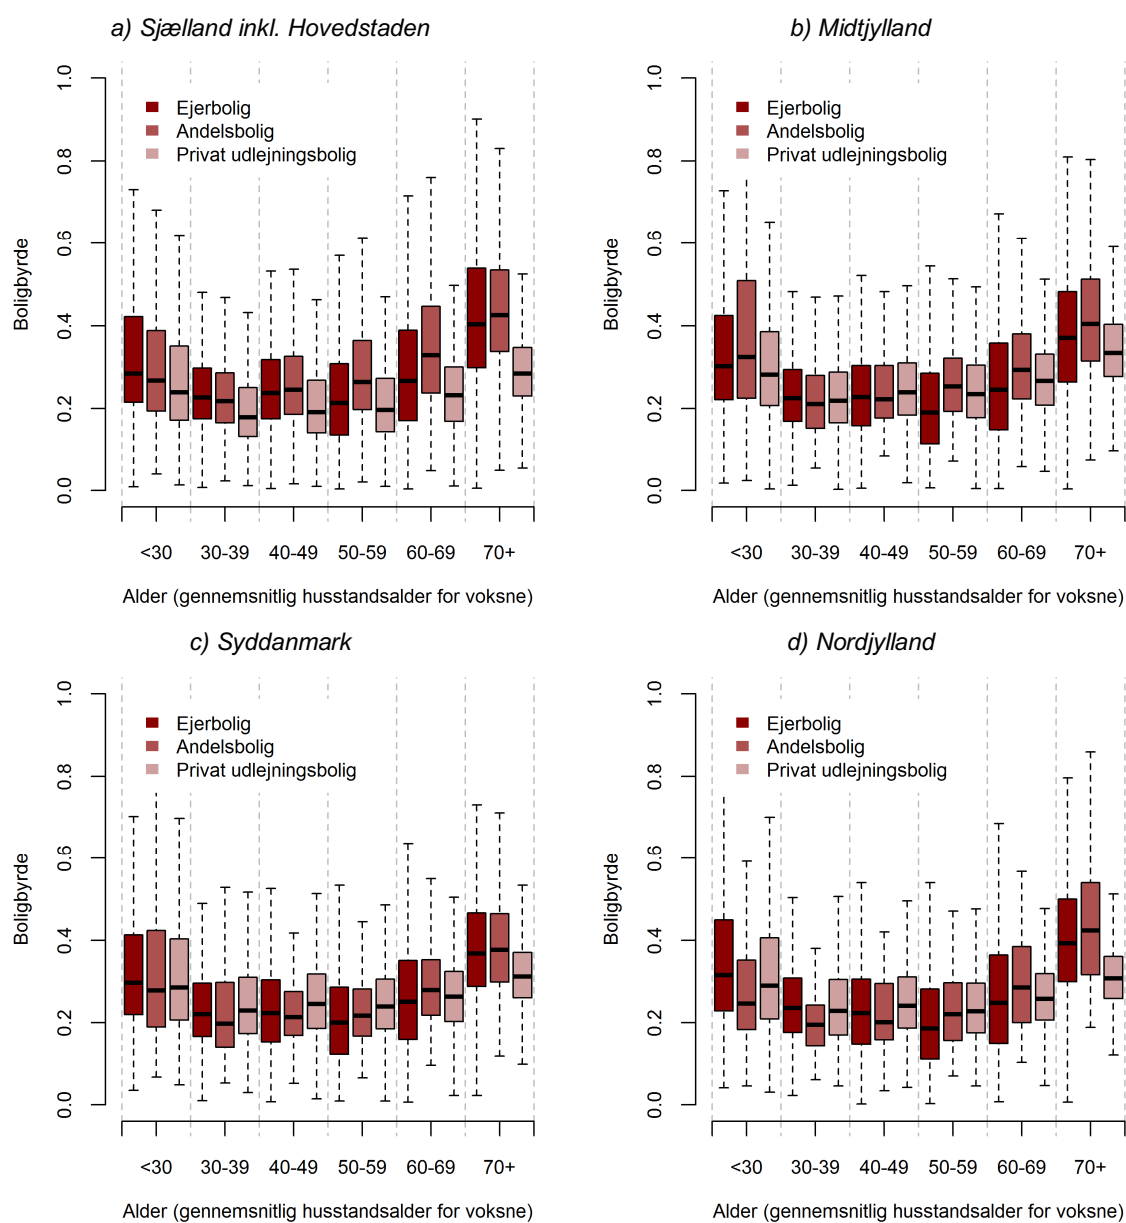 a) Sjælland inkl. Hovedstaden
Boligbyrde
1.0
0.8
0.6
0.4
0.2
0.0
Ejerbolig
Andelsbolig
Privat udlejningsbolig
<30 30-39 40-49 50-59 60-69 70+
Alder (gennemsnitlig husstandsalder for voksne)
b) Midtjylland
Boligbyrde
1.0
0.8
0.6
0.4
0.2
0.0
Ejerbolig
Andelsbolig
Privat udlejningsbolig
<30 30-39 40-49 50-59 60-69 70+
Alder (gennemsnitlig husstandsalder for voksne)
c) Syddanmark
Boligbyrde
1.0
0.8
0.6
0.4
0.2
0.0
Ejerbolig
Andelsbolig
Privat udlejningsbolig
<30 30-39 40-49 50-59 60-69 70+
Alder (gennemsnitlig husstandsalder for voksne)
d) Nordjylland
Boligbyrde
1.0
0.8
0.6
0.4
0.2
0.0
Ejerbolig
Andelsbolig
Privat udlejningsbolig
<30 30-39 40-49 50-59 60-69 70+
Alder (gennemsnitlig husstandsalder for voksne)